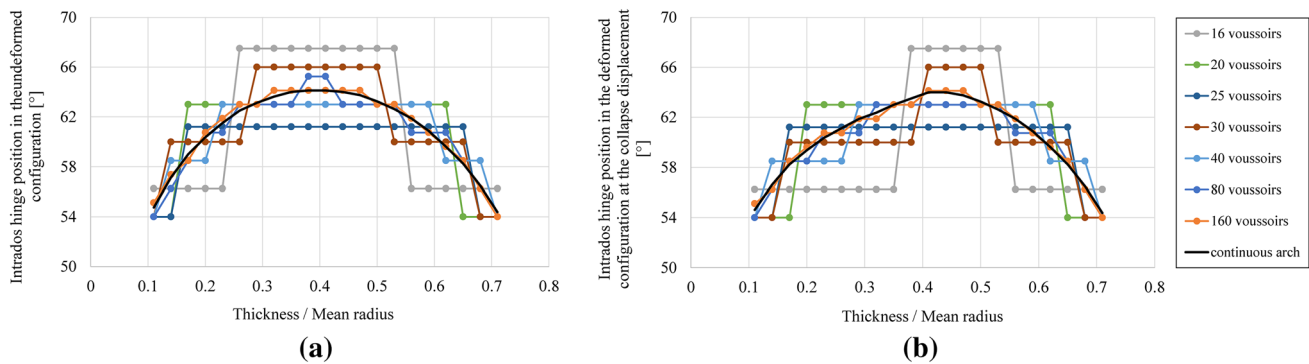 Intrados hinge position in theundeformed
configuration [°]
70
66
62
58
54
50
0
0.1
0.2
0.3
0.4
0.5
0.6
0.7
0.8
Thickness / Mean radius
(a)
Intrados hinge position in the deformed
configuration at the collapse displacement
[°]
70
66
62
58
54
50
0
0.1
0.2
0.3
0.4
0.5
0.6
0.7
0.8
Thickness / Mean radius
(b)
16 voussoirs
20 voussoirs
25 voussoirs
30 voussoirs
40 voussoirs
80 voussoirs
160 voussoirs
continuous arch